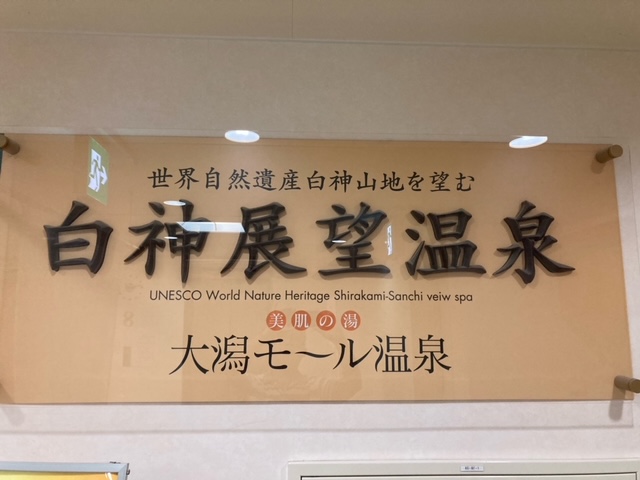 世界自然遺産白神山地を望む
白神展望温泉
UNESCO World Nature Heritage Shirakami-Sanchi veiw spa
美肌の湯
大潟モール温泉